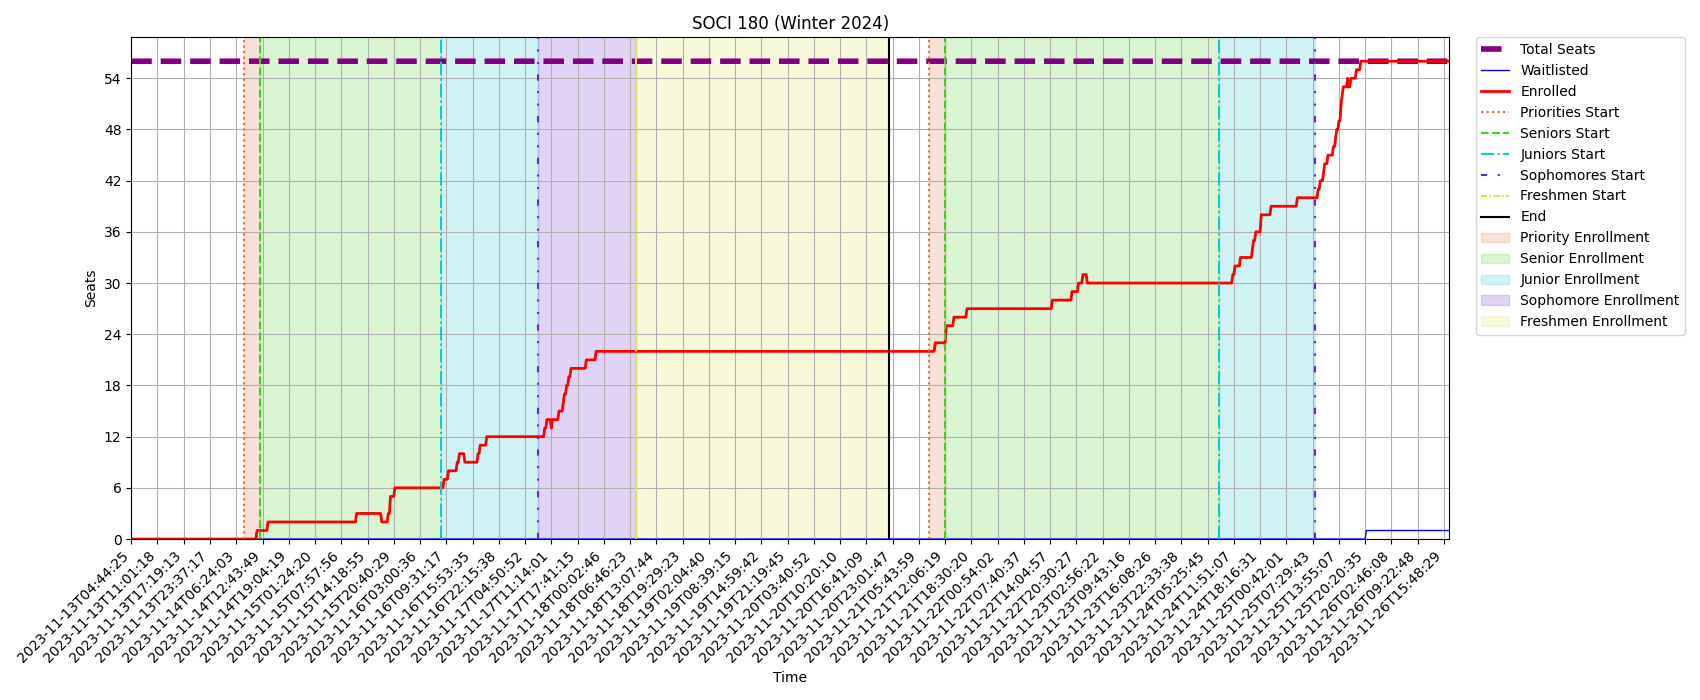 SOCI 180 (Winter 2024)
Total Seats
Waitlisted
Enrolled
Priorities Start
Seniors Start
Juniors Start
Sophomores Start
Freshmen Start
End
Priority Enrollment
Senior Enrollment
Junior Enrollment
Sophomore Enrollment
Freshmen Enrollment
Seats
54
48
42
36
30
24
18
12
6
0
2023-11-13T04:44:25
2023-11-13T11:01:18
2023-11-13T17:19:13
2023-11-13T23:37:17
2023-11-14T06:24:03
2023-11-14T12:43:49
2023-11-14T19:04:19
2023-11-15T01:24:20
2023-11-15T07:57:56
2023-11-15T14:18:55
2023-11-15T20:40:29
2023-11-16T03:00:36
2023-11-16T09:31:17
2023-11-16T15:53:35
2023-11-16T22:15:38
2023-11-17T04:50:52
2023-11-17T11:14:01
2023-11-17T17:41:15
2023-11-18T00:02:46
2023-11-18T06:46:23
2023-11-18T13:07:44
2023-11-18T19:29:23
2023-11-19T02:04:40
2023-11-19T08:39:15
2023-11-19T14:59:42
2023-11-19T21:19:45
2023-11-20T03:40:52
2023-11-20T10:20:10
2023-11-20T16:41:09
2023-11-20T23:01:47
2023-11-21T05:43:59
2023-11-21T12:06:19
2023-11-21T18:30:20
2023-11-22T00:54:02
2023-11-22T07:40:37
2023-11-22T14:04:57
2023-11-22T20:30:27
2023-11-23T02:56:22
2023-11-23T09:43:16
2023-11-23T16:08:26
2023-11-23T22:33:38
2023-11-24T05:25:45
2023-11-24T11:51:07
2023-11-24T18:16:31
2023-11-25T00:42:01
2023-11-25T07:29:43
2023-11-25T13:55:07
2023-11-25T20:20:35
2023-11-26T02:46:08
2023-11-26T09:22:48
2023-11-26T15:48:29
Time